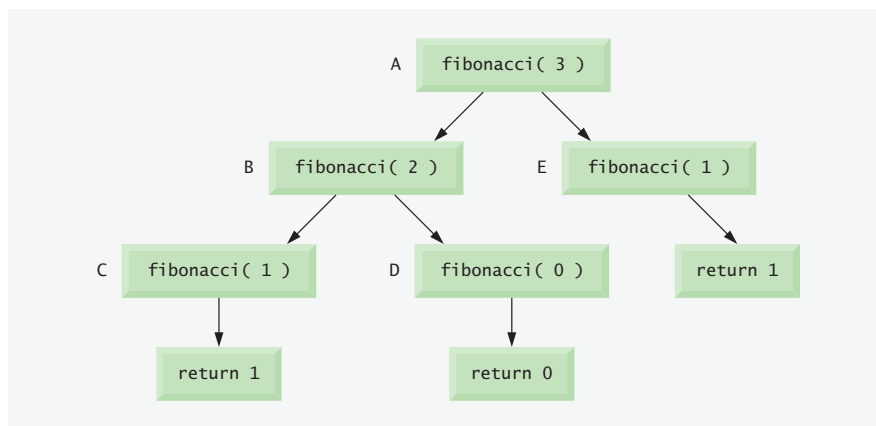 A fibonacci( 3 )
B fibonacci( 2 )
E fibonacci( 1 )
C fibonacci( 1 )
D fibonacci( 0 )
return 1
return 1
return 0